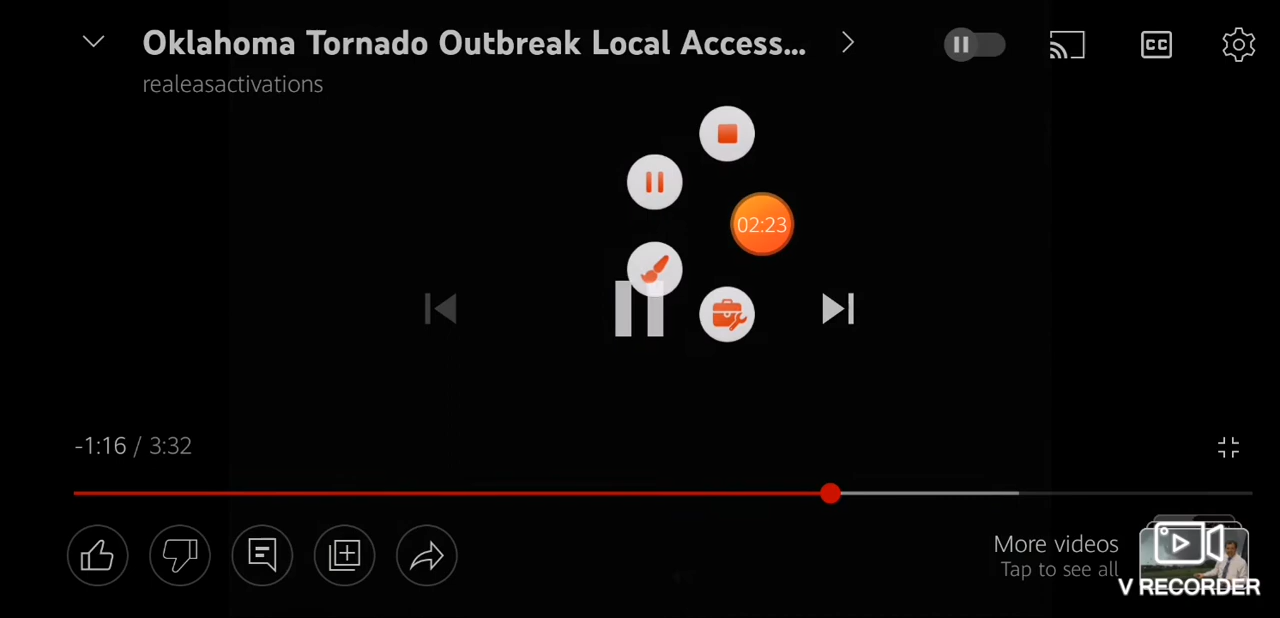 Oklahoma Tornado Outbreak Local Access...
realeasactivations
CC
02:23
-1:16 / 3:32
More videos
Tap to see all
V RECORDER